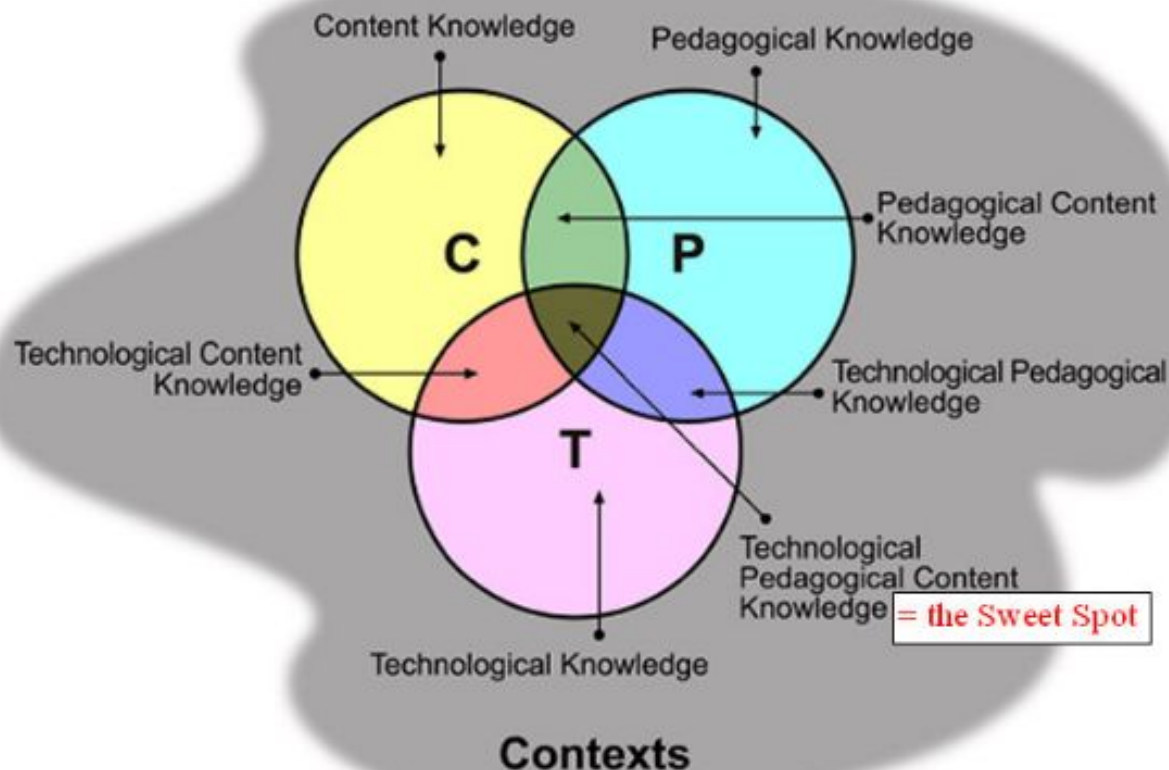 Content Knowledge
Pedagogical Knowledge
Pedagogical Content
Knowledge
C
P
Technological Content
Knowledge
Technological Pedagogical
Knowledge
T
Technological
Pedagogical Content
Knowledge = the Sweet Spot
Technological Knowledge
Contexts